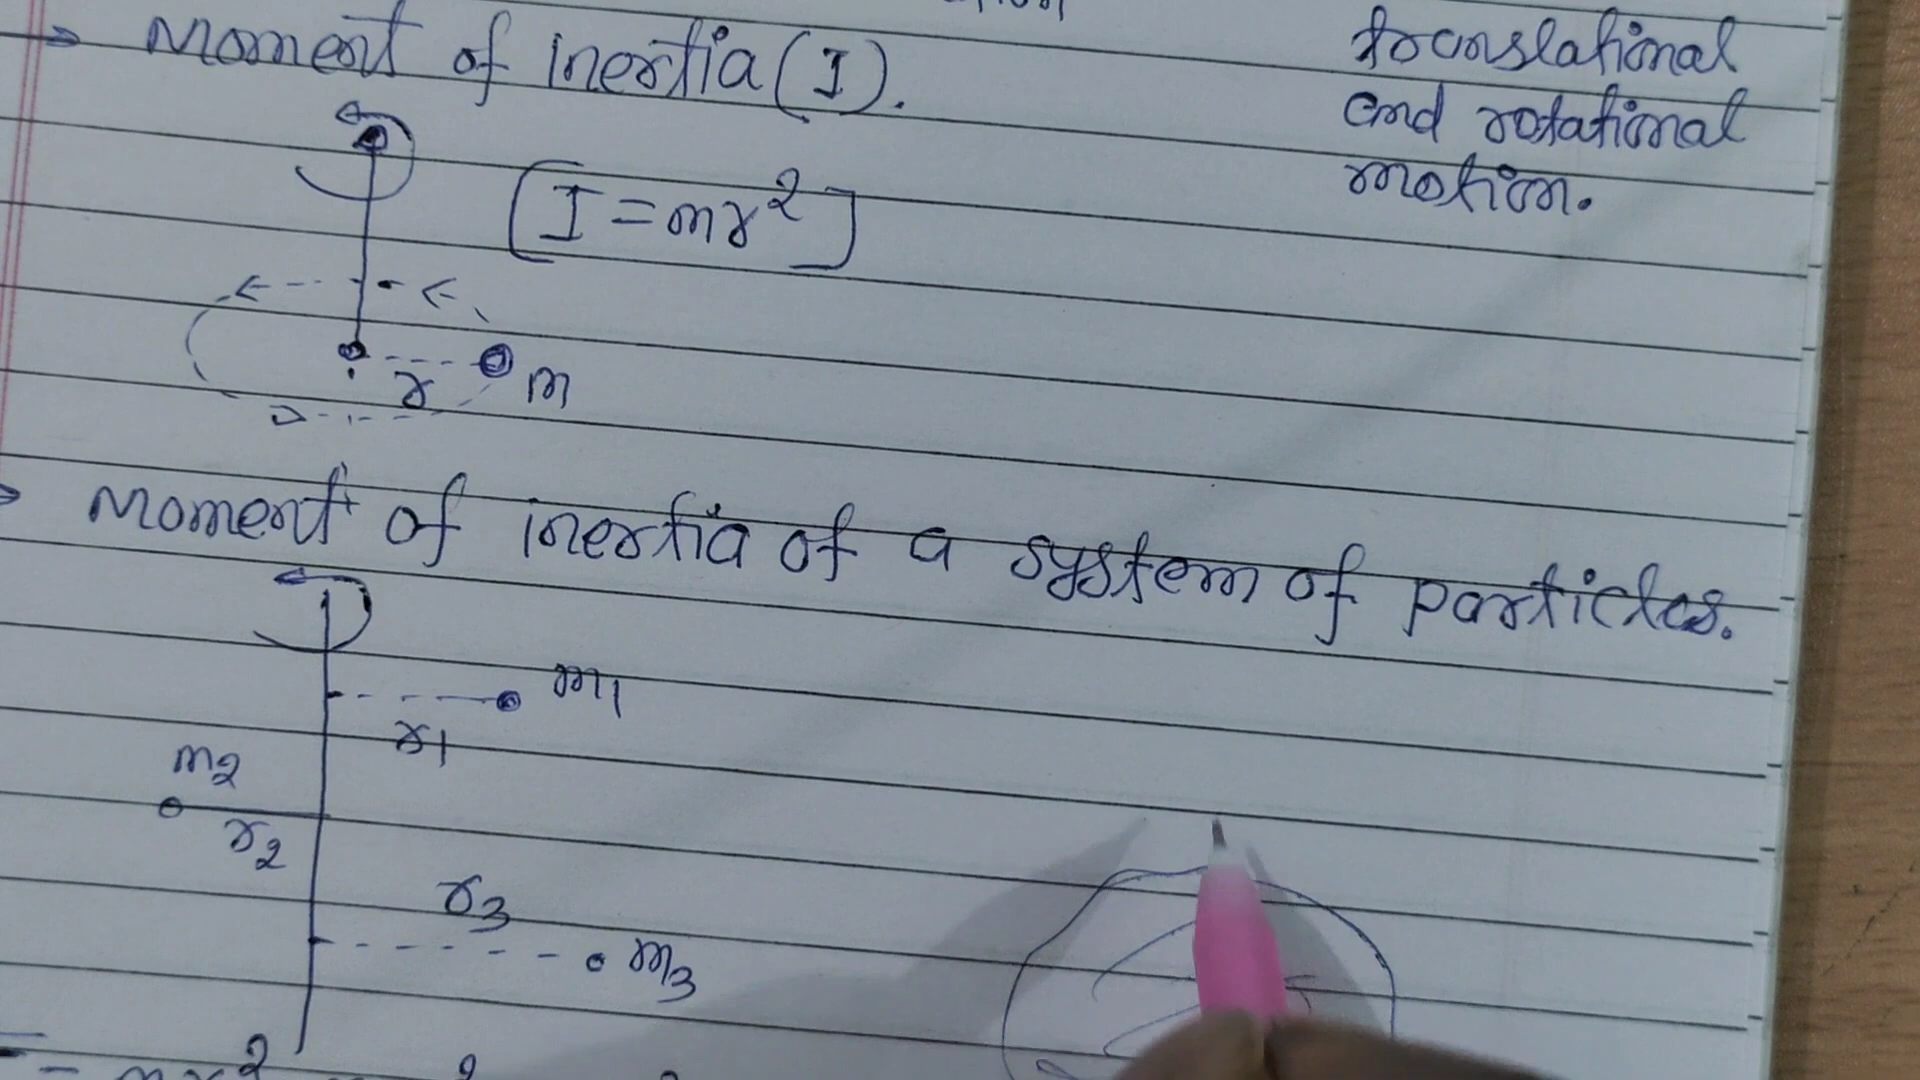 → Moment of inertia (I).
translational
and rotational
motion.
[I = mr²]
r
m
Moment of inertia of a system of particles.
m1
r1
m2
r2
r3
m3